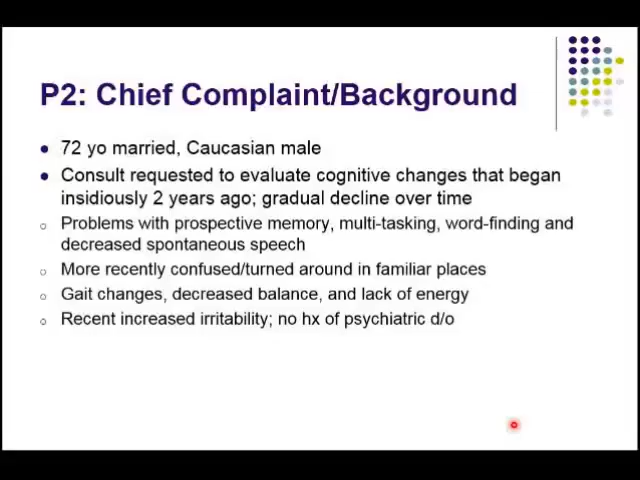 P2: Chief Complaint/Background
72 yo married, Caucasian male
Consult requested to evaluate cognitive changes that began
insidiously 2 years ago; gradual decline over time
Problems with prospective memory, multi-tasking, word-finding and
decreased spontaneous speech
More recently confused/turned around in familiar places
Gait changes, decreased balance, and lack of energy
Recent increased irritability; no hx of psychiatric d/o